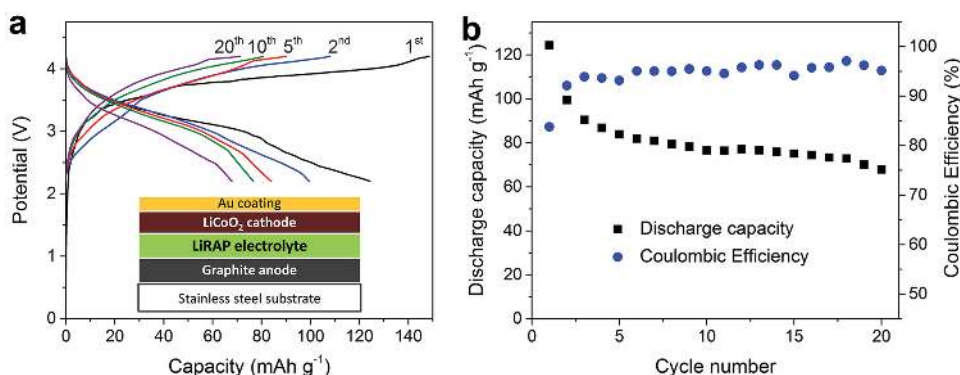 a
20th 10th 5th 2nd 1st
4
3
2
1
0
Potential (V)
0 20 40 60 80 100 120 140
Capacity (mAh g-1)
Au coating
LiCoO2 cathode
LiRAP electrolyte
Graphite anode
Stainless steel substrate
b
120
100
80
60
40
20
0
Discharge capacity (mAh g-1)
Discharge capacity
Coulombic Efficiency
0 5 10 15 20
Cycle number
100
90
80
70
60
50
Coulombic Efficiency (%)